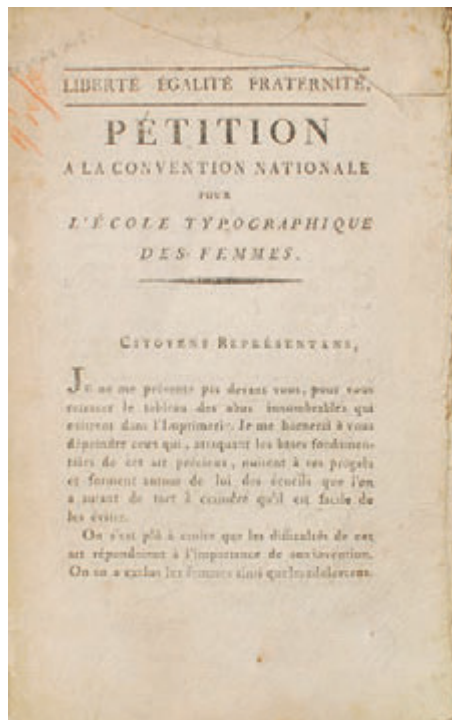 LIBERTÉ ÉGALITÉ FRATERNITÉ.
PÉTITION
A LA CONVENTION NATIONALE
POUR
L'ÉCOLE TYPOGRAPHIQUE
DES FEMMES.
CITOYENS REPRÉSENTANS,
Je ne me présente pas devant vous, pour vous
retracer le tableau des abus innombrables qui
existent dans l'Imprimerie. Je me bornerai à vous
dépeindre ceux qui, attaquant les bases fondamen-
tales de cet art précieux, nuisent à ses progrès
et forment autour de lui des écueils que l'on
a autant de tort à craindre qu'il est facile de
les éviter.
On s'est plû à croire que les difficultés de cet
art répondoient à l'importance de son invention.
On en a exclus les femmes ainsi que les adolescens.